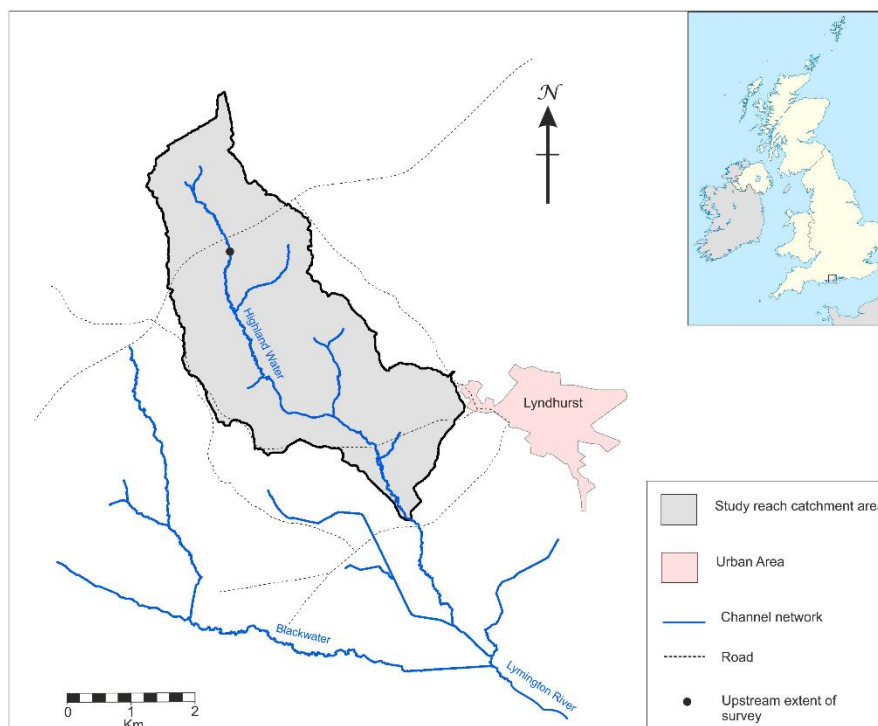 N
Highland Water
Lyndhurst
Blackwater
Lymington River
0 1 2
Km
Study reach catchment area
Urban Area
Channel network
Road
Upstream extent of
survey